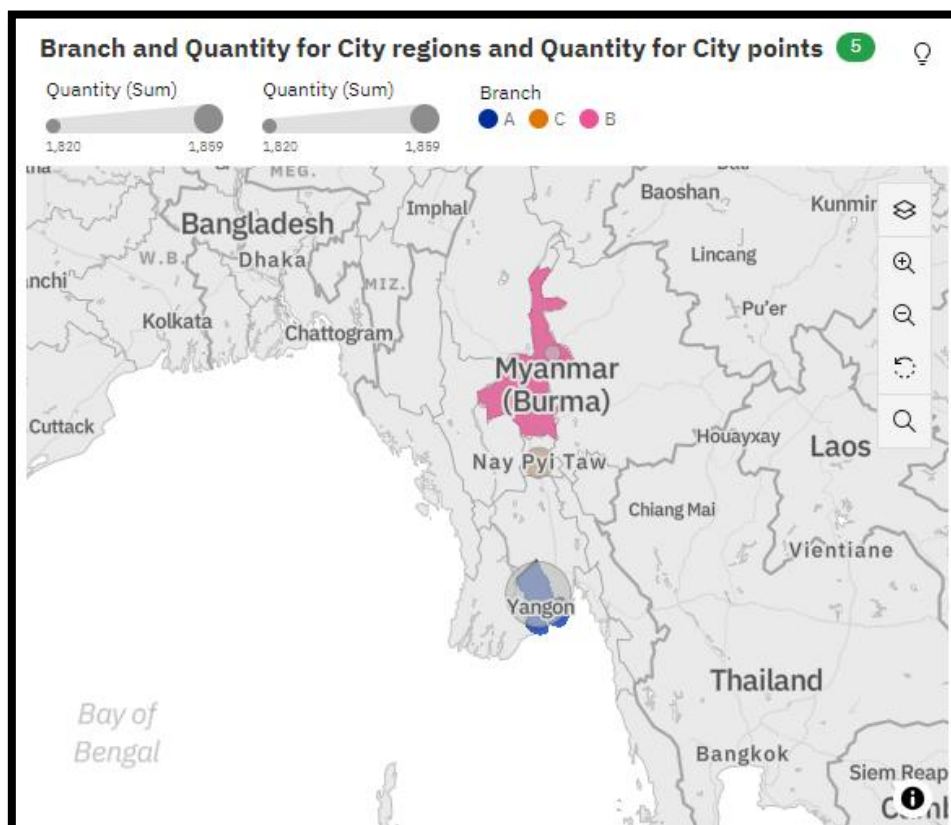 Branch and Quantity for City regions and Quantity for City points 5
Quantity (Sum) Quantity (Sum) Branch
A C B
1,820 1,859 1,820 1,859
MEG.
Baoshan
Imphal Kunmin
Bangladesh
W.B. Dhaka Lincang
MIZ.
Pu'er
Kolkata Chattogram
Myanmar
(Burma)
Cuttack
Houayxay
Laos
Nay Pyi Taw
Chiang Mai
Vientiane
Yangon
Thailand
Bay of
Bengal
Bangkok
Siem Reap